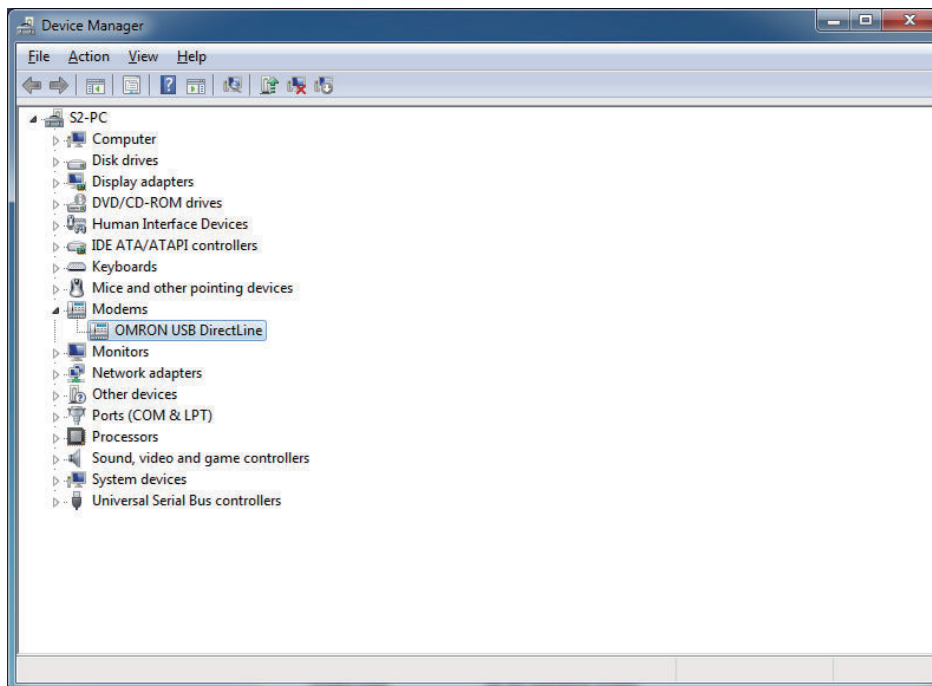 Device Manager
File Action View Help
S2-PC
Computer
Disk drives
Display adapters
DVD/CD-ROM drives
Human Interface Devices
IDE ATA/ATAPI controllers
Keyboards
Mice and other pointing devices
Modems
OMRON USB DirectLine
Monitors
Network adapters
Other devices
Ports (COM & LPT)
Processors
Sound, video and game controllers
System devices
Universal Serial Bus controllers